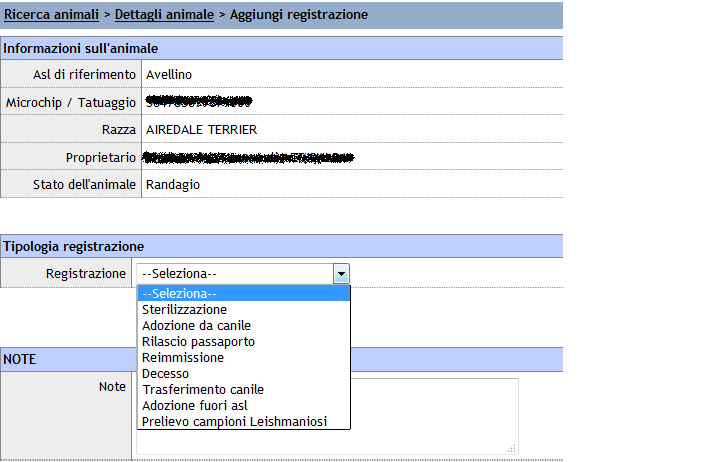 Ricerca animali > Dettagli animale > Aggiungi registrazione
Informazioni sull'animale
Asl di riferimento Avellino
Microchip / Tatuaggio
Razza AIREDALE TERRIER
Proprietario
Stato dell'animale Randagio
Tipologia registrazione
Registrazione --Seleziona--
--Seleziona--
Sterilizzazione
Adozione da canile
Rilascio passaporto
Reimmissione
Decesso
Trasferimento canile
Adozione fuori asl
Prelievo campioni Leishmaniosi
NOTE
Note